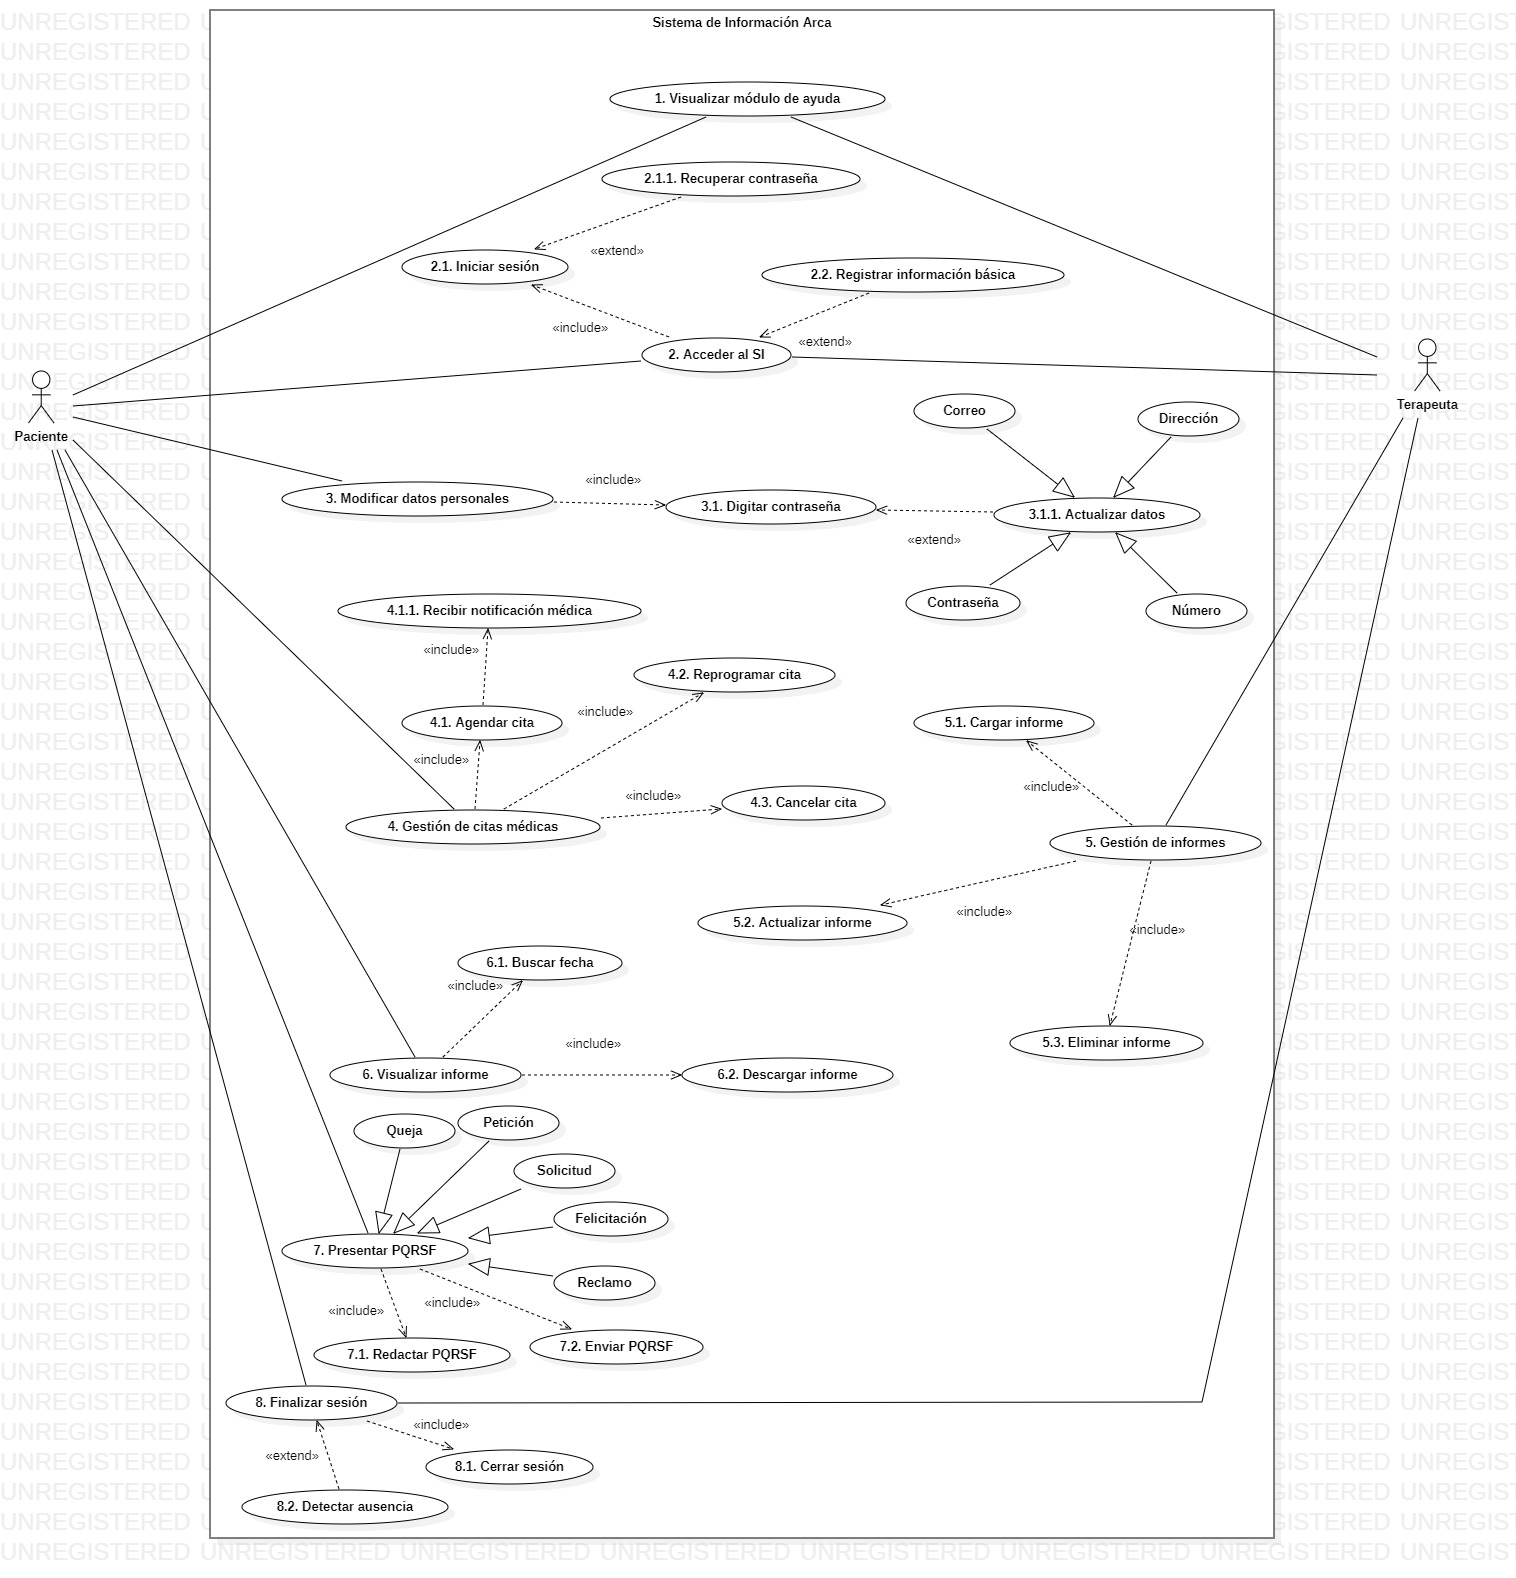 Sistema de Información Arca
1. Visualizar módulo de ayuda
2.1.1. Recuperar contraseña
«extend»
2.1. Iniciar sesión
2.2. Registrar información básica
«include»
«extend»
2. Acceder al SI
Paciente
Terapeuta
Correo
Dirección
«include»
3. Modificar datos personales
3.1. Digitar contraseña
3.1.1. Actualizar datos
«extend»
Contraseña
Número
4.1.1. Recibir notificación médica
«include»
4.2. Reprogramar cita
«include»
4.1. Agendar cita
5.1. Cargar informe
«include»
«include»
«include»
4.3. Cancelar cita
4. Gestión de citas médicas
5. Gestión de informes
«include»
5.2. Actualizar informe
«include»
6.1. Buscar fecha
«include»
«include»
5.3. Eliminar informe
6. Visualizar informe
6.2. Descargar informe
Queja
Petición
Solicitud
Felicitación
7. Presentar PQRSF
Reclamo
«include»
«include»
7.1. Redactar PQRSF
7.2. Enviar PQRSF
8. Finalizar sesión
«include»
«extend»
8.1. Cerrar sesión
8.2. Detectar ausencia
UNREGISTERED UNREGISTERED UNREGISTERED UNREGISTERED UNREGISTERED UNREGISTERED UNREGISTERED